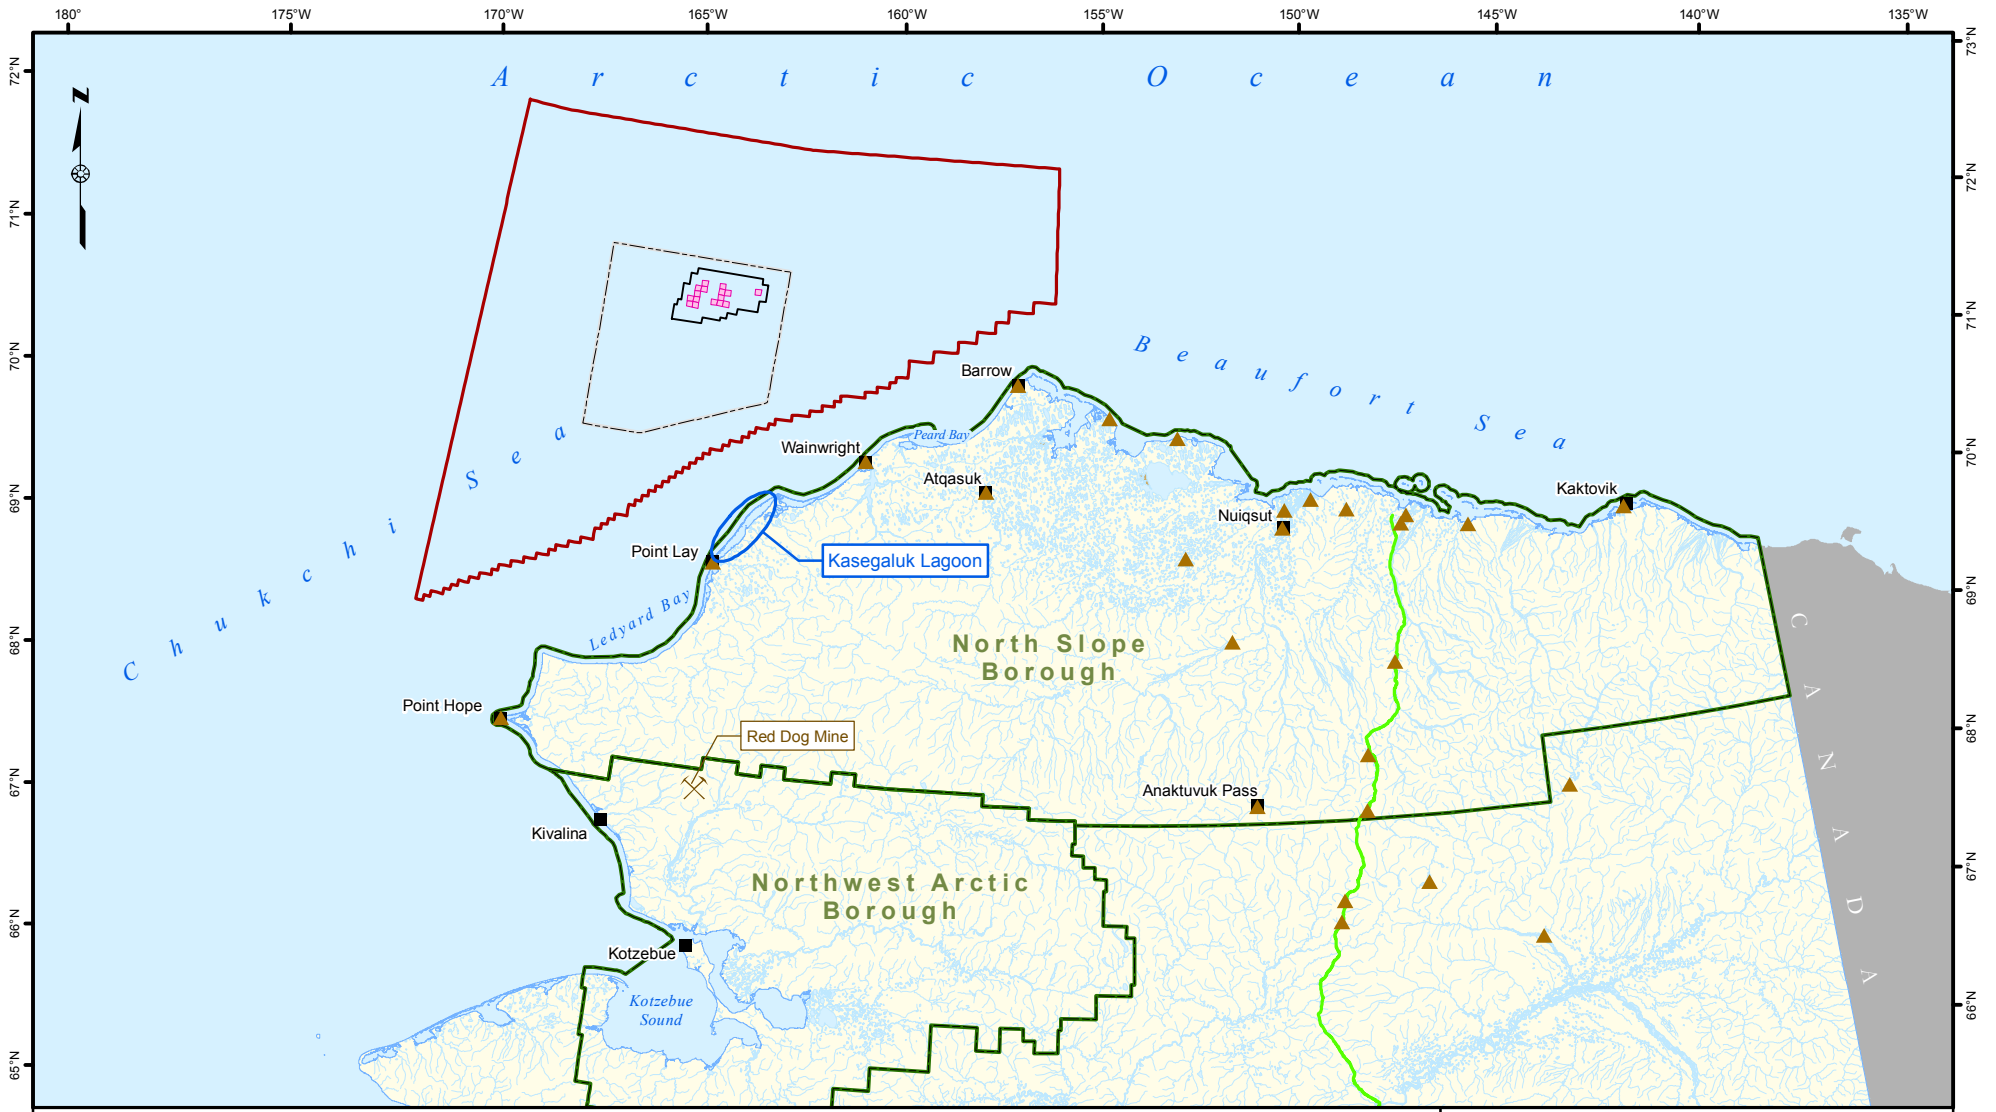 180° 175°W 170°W 165°W 160°W 155°W 150°W 145°W 140°W 135°W
73°N
72°N
Arctic Ocean
N
72°N
71°N
71°N
70°N
Beaufort Sea
Barrow
Peard Bay
Wainwright
70°N
Atqasuk
Kaktovik
69°N
Nuiqsut
Chukchi Sea
Point Lay
Kasegaluk Lagoon
69°N
Ledyard Bay
CANADA
68°N
North Slope
Borough
Point Hope
Red Dog Mine
68°N
67°N
Anaktuvuk Pass
Kivalina
67°N
Northwest Arctic
Borough
66°N
Kotzebue
Kotzebue
Sound
66°N
65°N